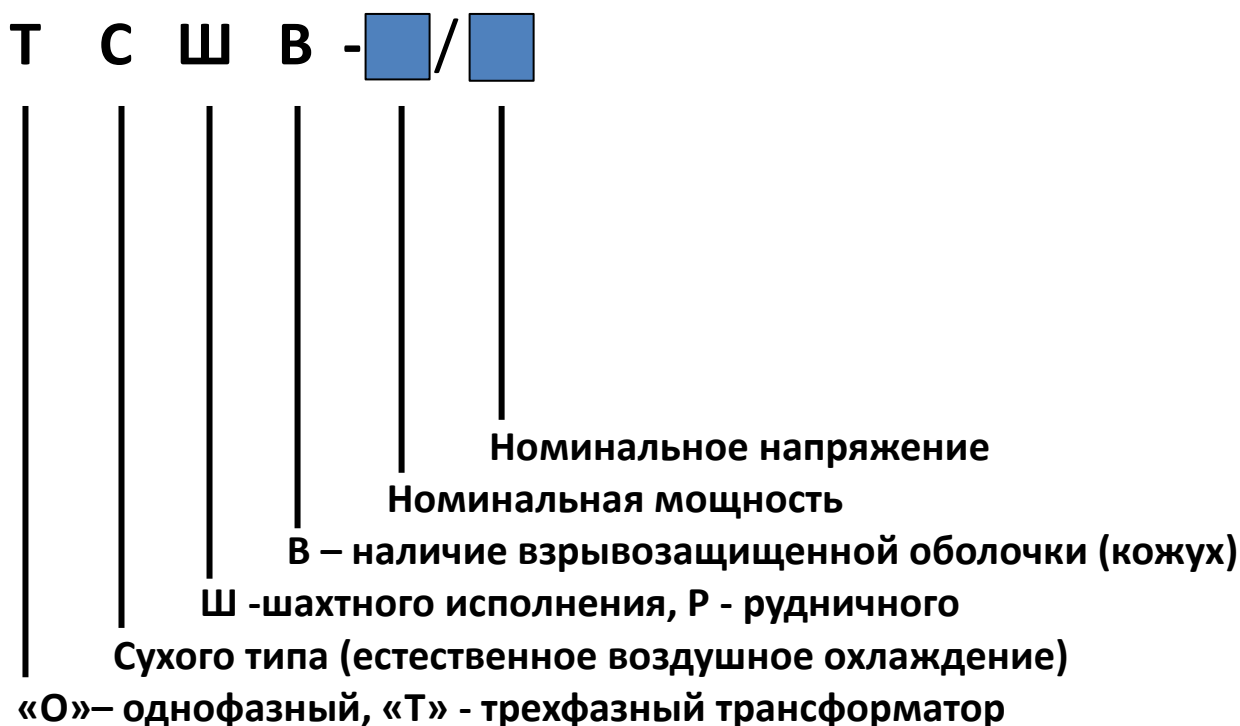 Т С Ш В - /
Номинальное напряжение
Номинальная мощность
В – наличие взрывозащищенной оболочки (кожух)
Ш -шахтного исполнения, Р - рудничного
Сухого типа (естественное воздушное охлаждение)
«О»– однофазный, «Т» - трехфазный трансформатор